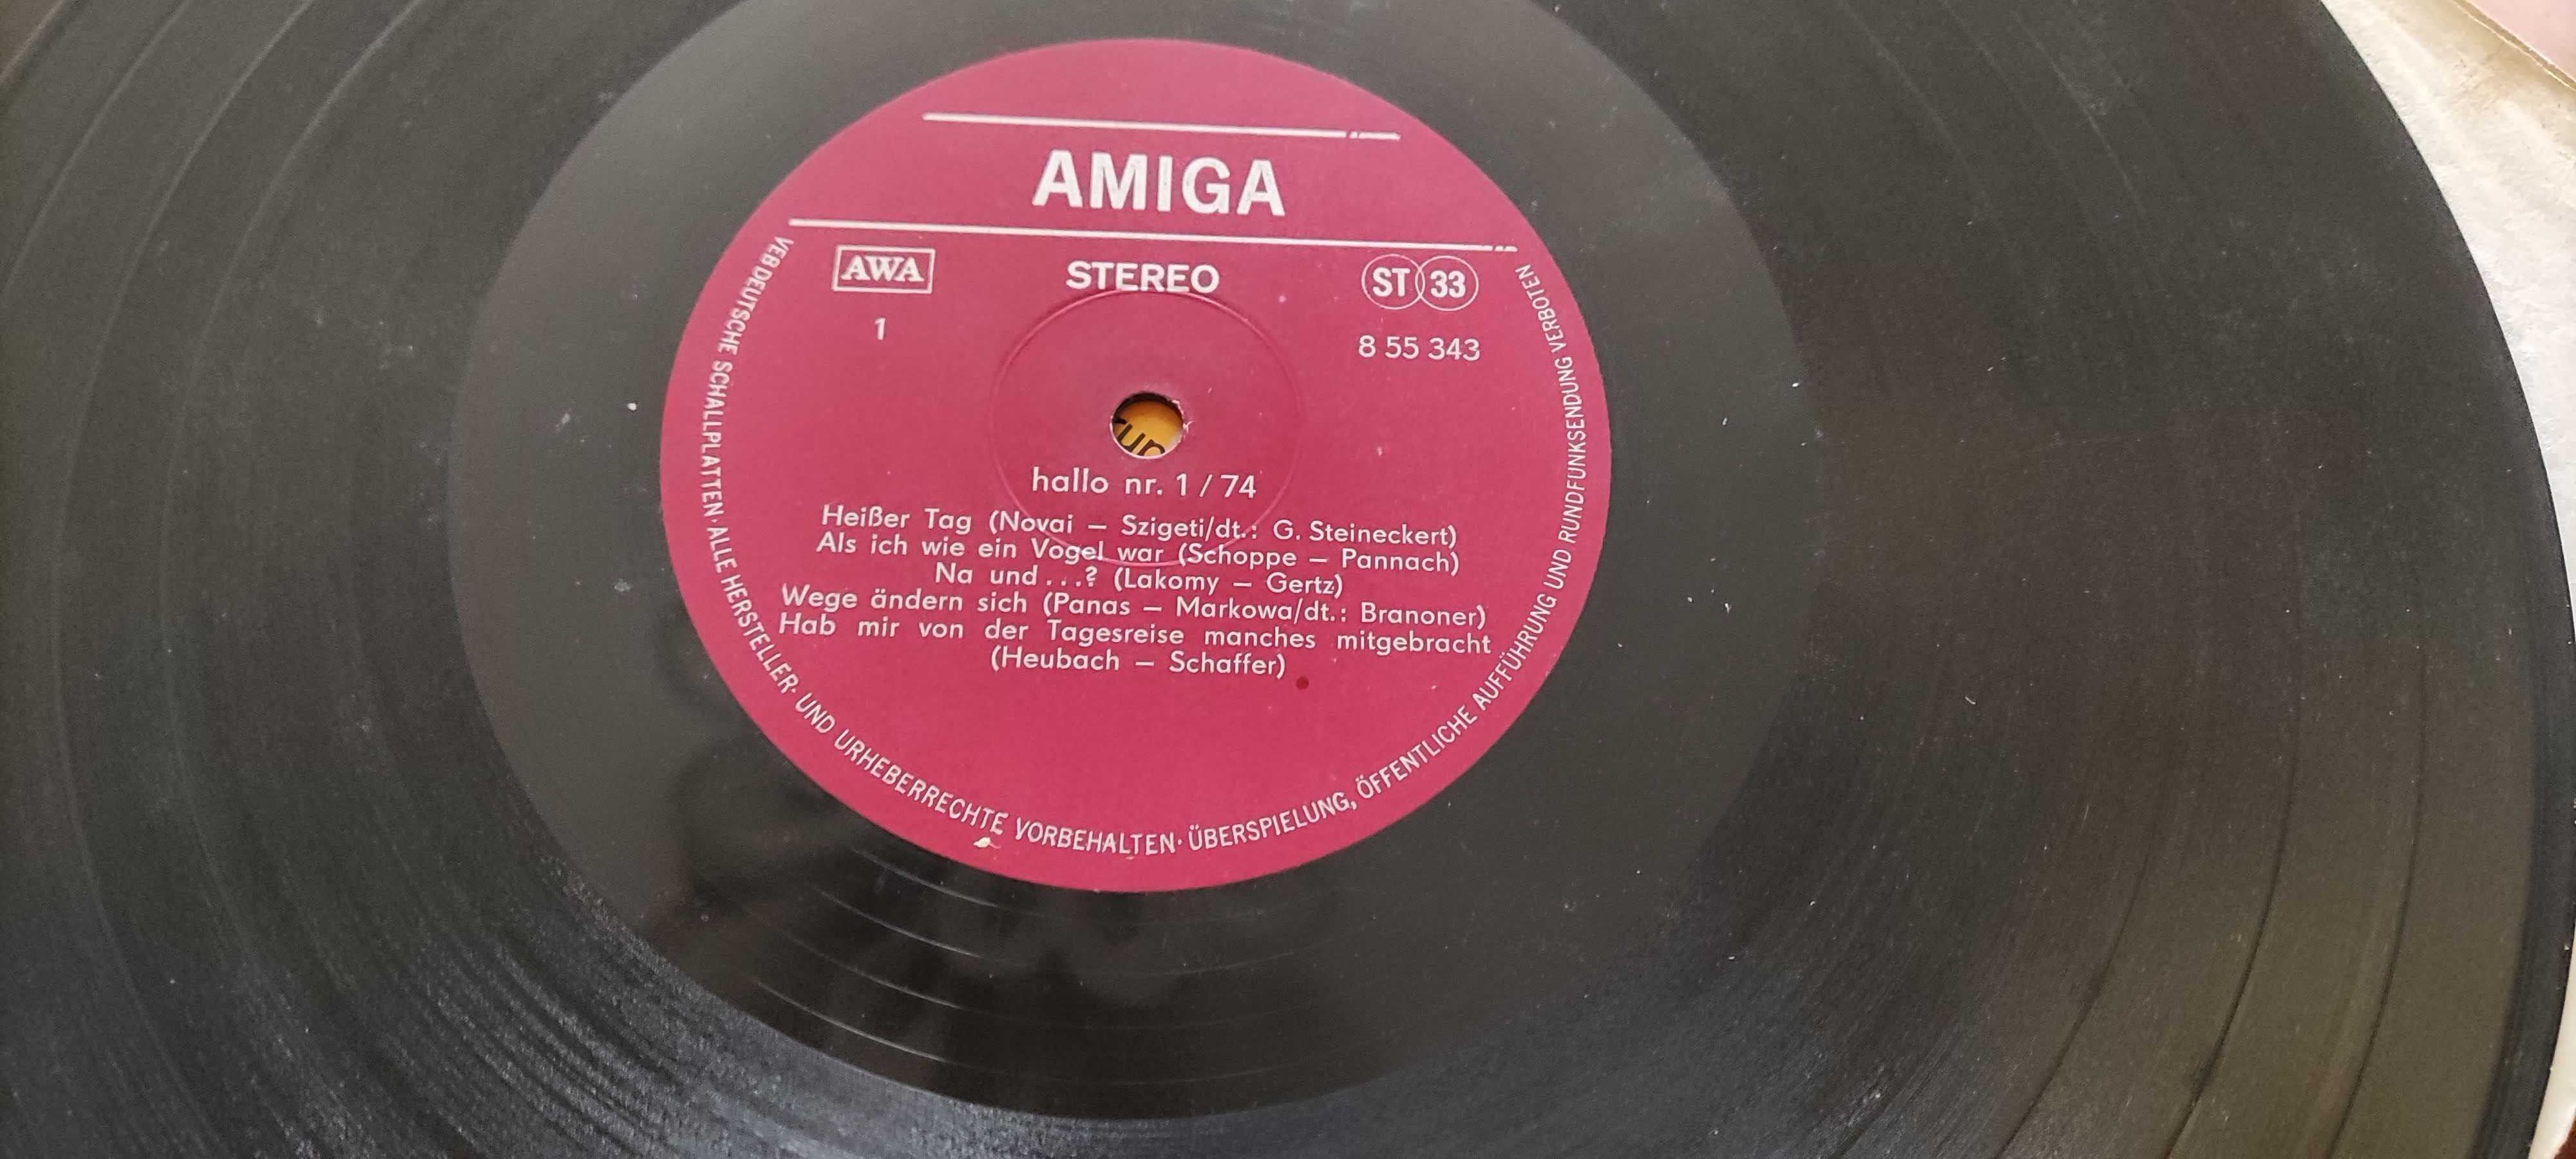 AMIGA
AWA
STEREO
ST 33
1
8 55 343
hallo nr. 1 / 74
Heißer Tag (Novai – Szigeti/dt.: G. Steineckert)
Als ich wie ein Vogel war (Schoppe – Pannach)
Na und . . .? (Lakomy – Gertz)
Wege ändern sich (Panas – Markowa/dt.: Branoner)
Hab mir von der Tagesreise manches mitgebracht
(Heubach – Schaffer)
VEB DEUTSCHE SCHALLPLATTEN · ALLE HERSTELLER- UND URHEBERRECHTE VORBEHALTEN · ÜBERSPIELUNG, ÖFFENTLICHE AUFFÜHRUNG UND RUNDFUNKSENDUNG VERBOTEN